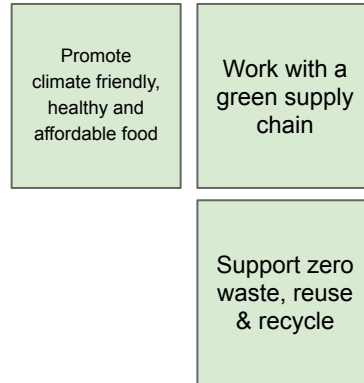 Promote
climate friendly,
healthy and
affordable food
Work with a
green supply
chain
Support zero
waste, reuse
& recycle